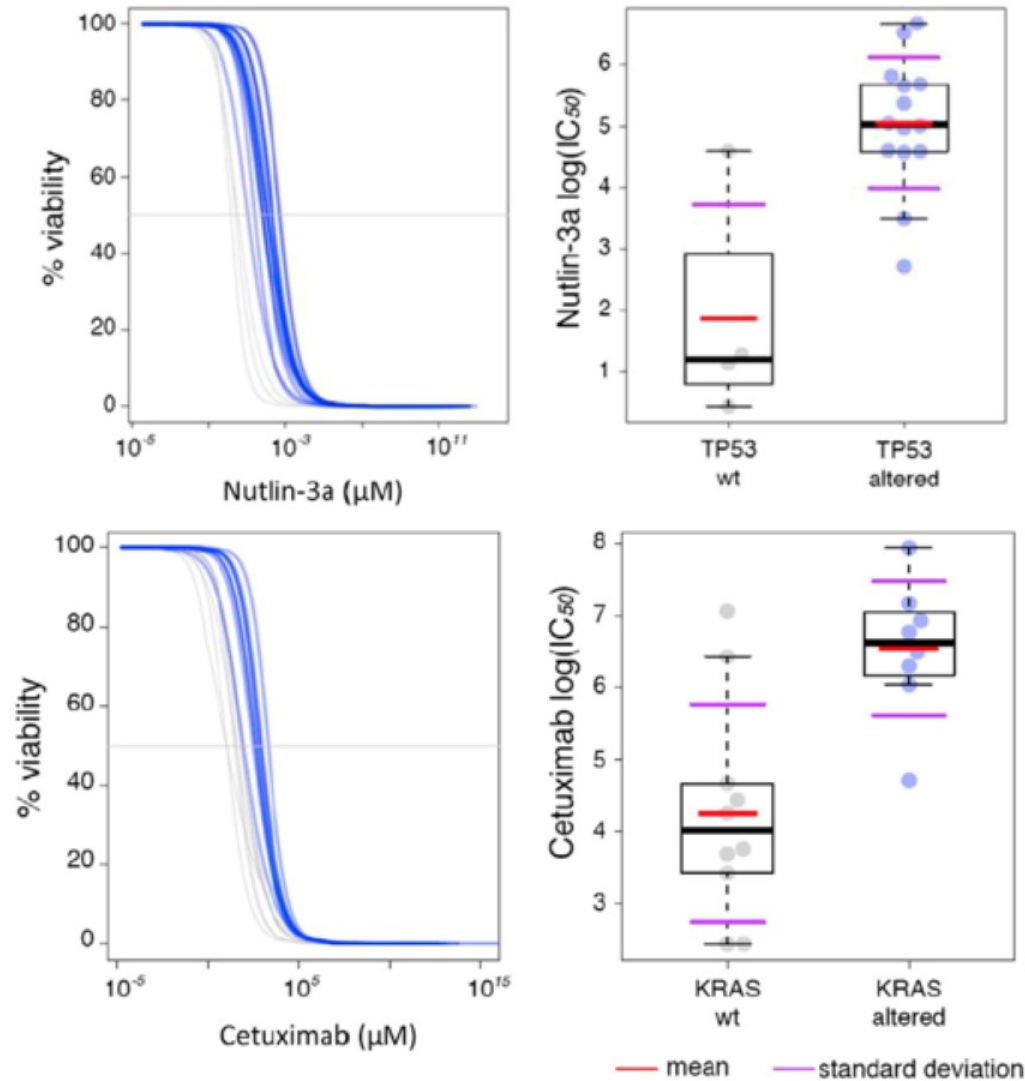 100
80
60
40
20
0
% viability
10⁻⁵
10⁻³
10¹¹
Nutlin-3a (µM)
6
5
4
3
2
1
Nutlin-3a log(IC₅₀)
TP53
wt
TP53
altered
100
80
60
40
20
0
% viability
10⁻⁵
10⁵
10¹⁵
Cetuximab (µM)
8
7
6
5
4
3
Cetuximab log(IC₅₀)
KRAS
wt
KRAS
altered
mean
standard deviation